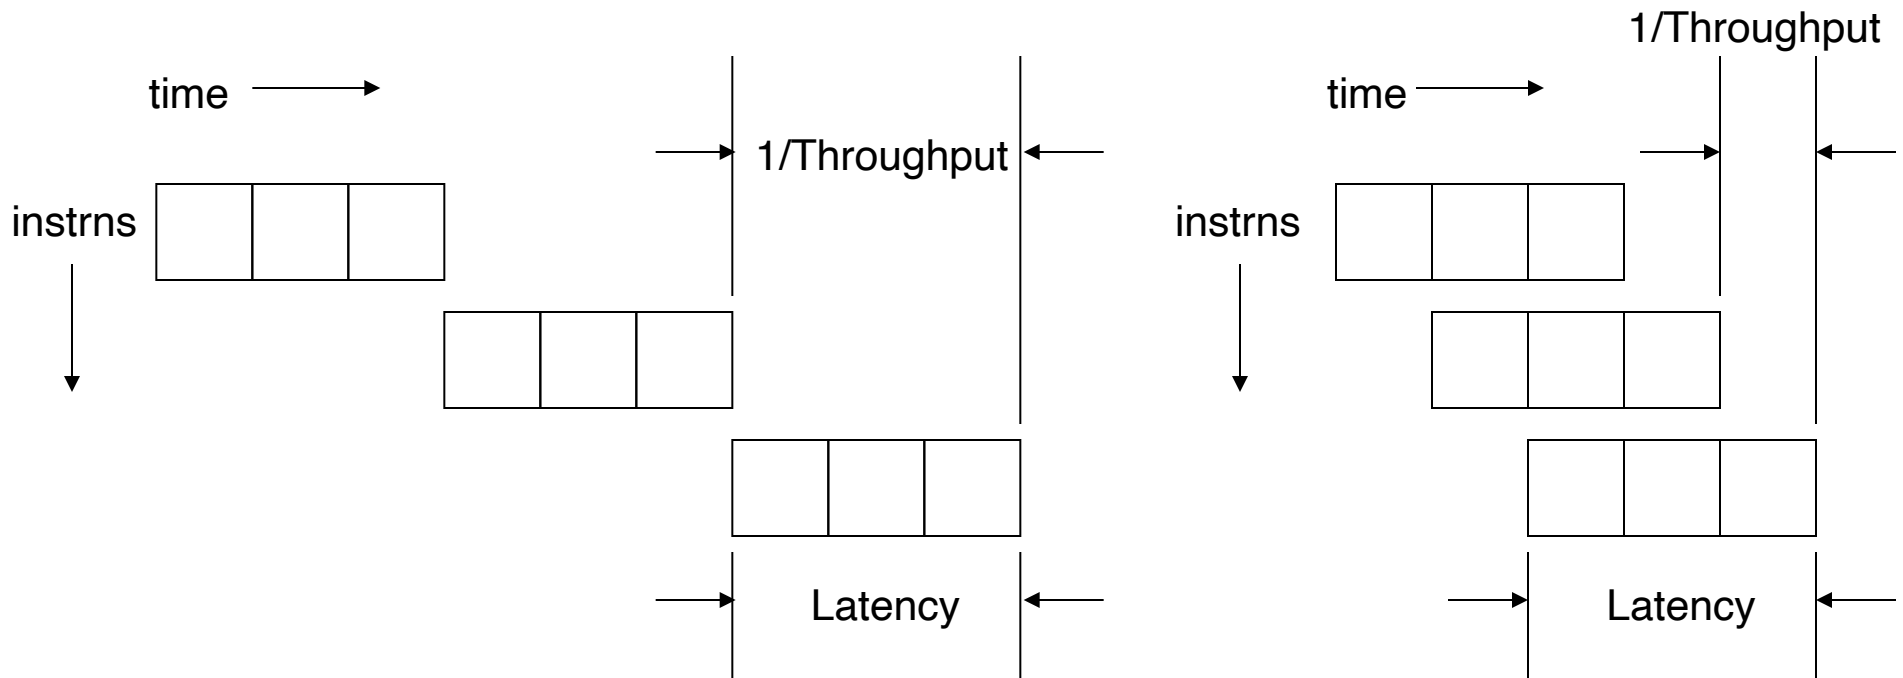 time
1/Throughput
instrns
Latency
1/Throughput
time
instrns
Latency